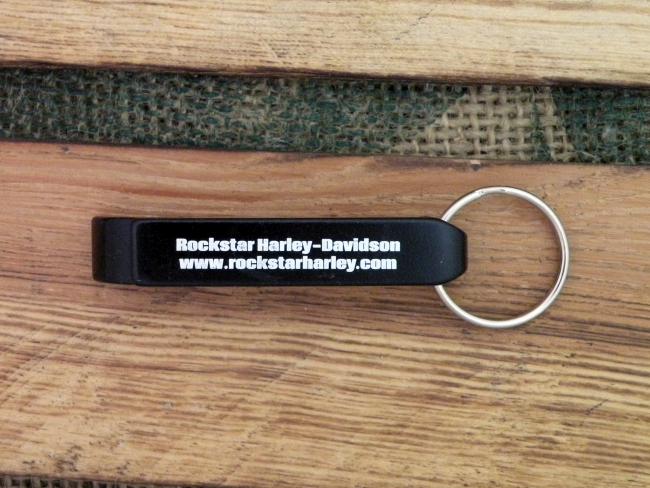 Rockstar Harley-Davidson
www.rockstarharley.com